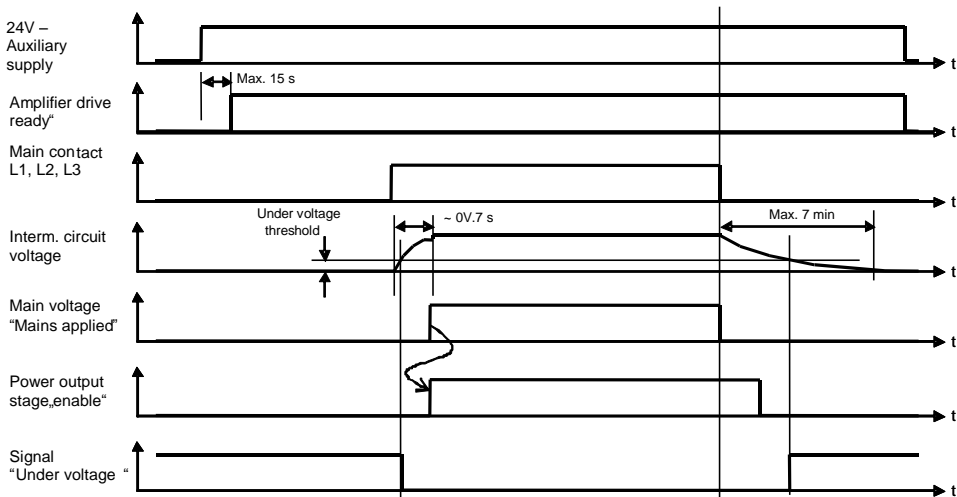 24V –
Auxiliary
supply
t
Max. 15 s
Amplifier drive
ready“
t
Main contact
L1, L2, L3
t
Under voltage
threshold
~ 0V.7 s
Max. 7 min
Interm. circuit
voltage
t
Main voltage
“Mains applied”
t
Power output
stage„enable“
t
Signal
“Under voltage “
t